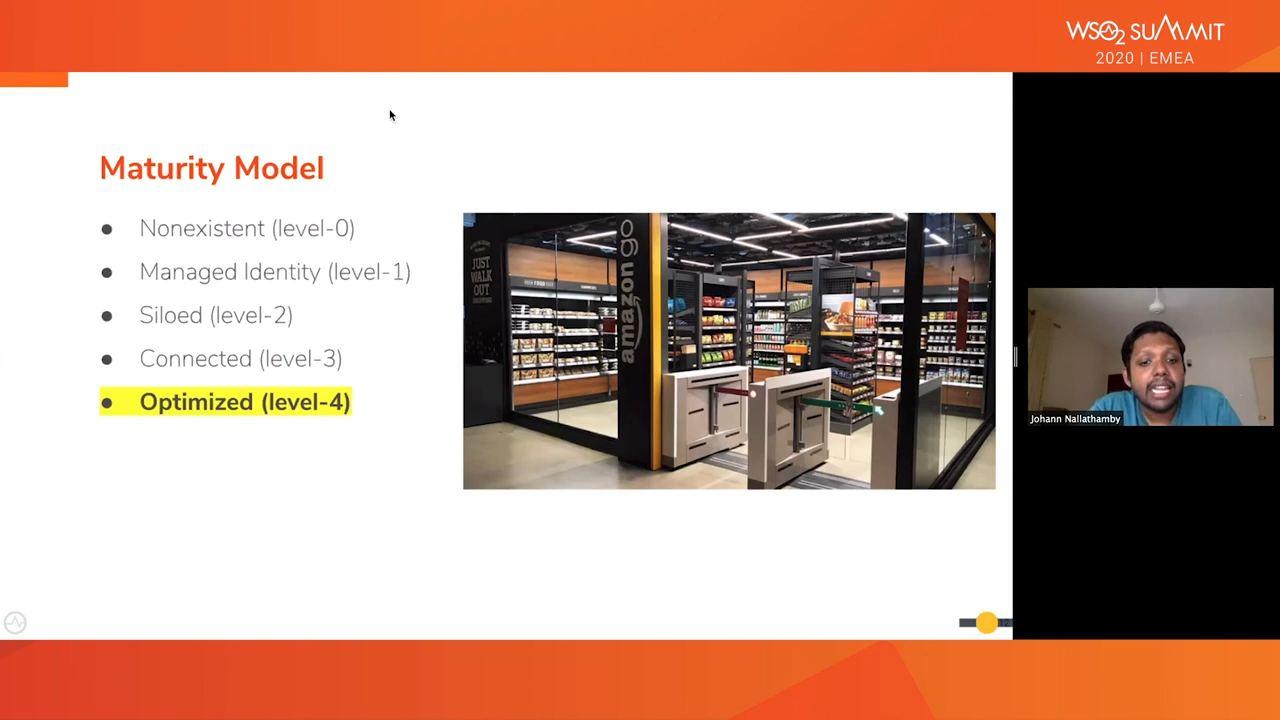 WSO2 SUMMIT
2020 | EMEA
Maturity Model
● Nonexistent (level-0)
● Managed Identity (level-1)
● Siloed (level-2)
● Connected (level-3)
● Optimized (level-4)
JUST
WALK
OUT
SHOPPING
amazon go
Johann Nallathamby